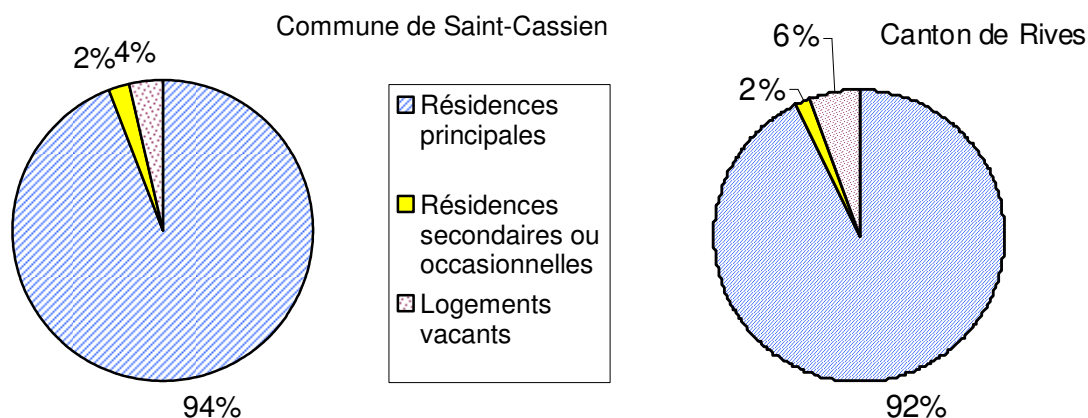 Commune de Saint-Cassien
2% 4%
94%
Résidences
principales
Résidences
secondaires ou
occasionnelles
Logements
vacants
Canton de Rives
6%
2%
92%